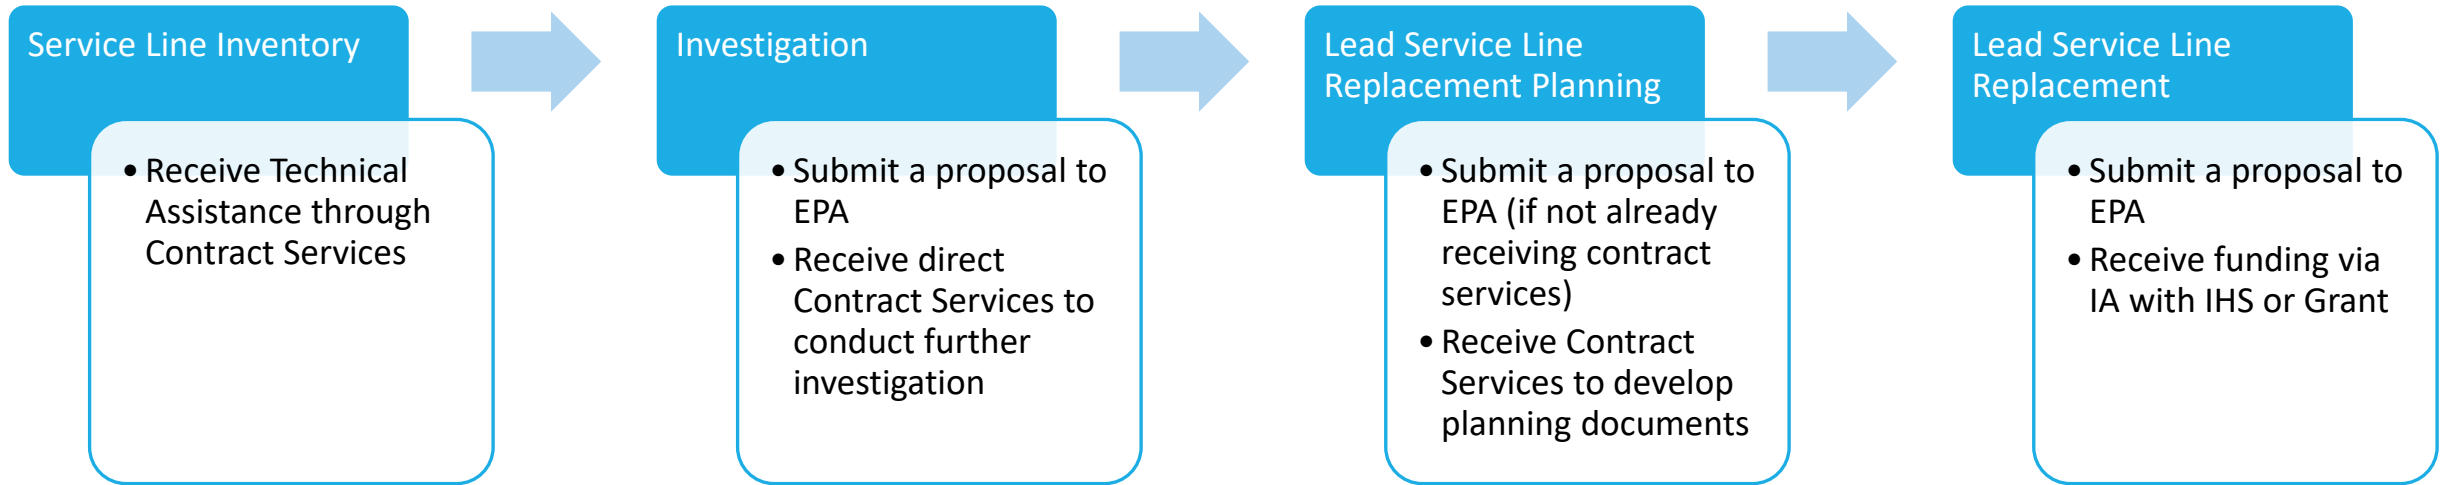 Service Line Inventory
• Receive Technical
Assistance through
Contract Services
Investigation
• Submit a proposal to
EPA
• Receive direct
Contract Services to
conduct further
investigation
Lead Service Line
Replacement Planning
• Submit a proposal to
EPA (if not already
receiving contract
services)
• Receive Contract
Services to develop
planning documents
Lead Service Line
Replacement
• Submit a proposal to
EPA
• Receive funding via
IA with IHS or Grant